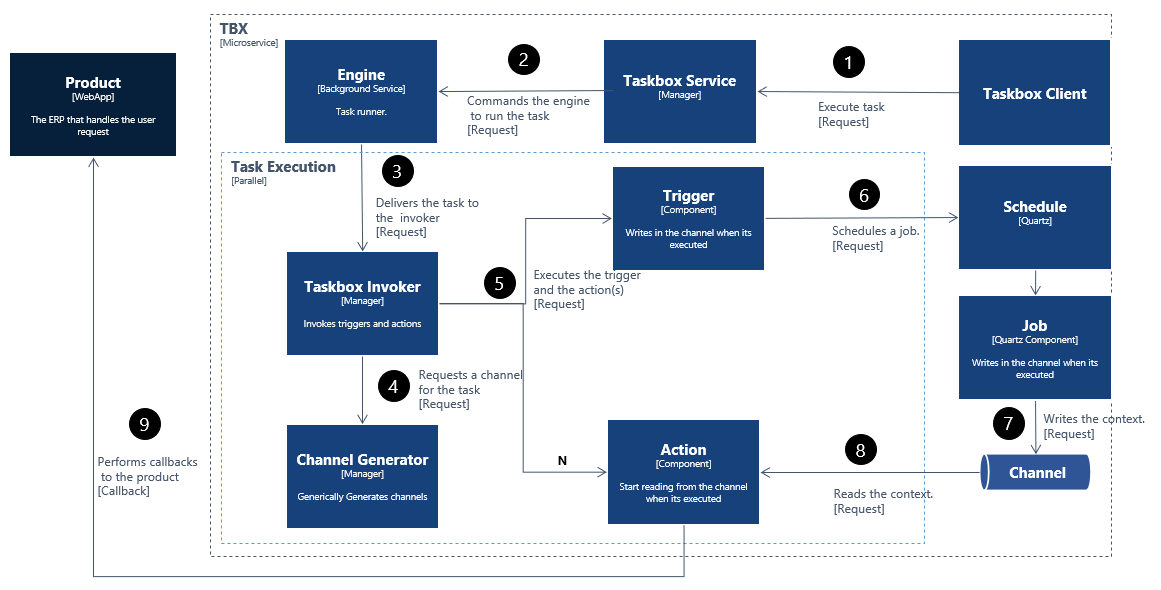 TBX
[Microservice]
Product
[WebApp]
The ERP that handles the user
request
Engine
[Background Service]
Task runner.
2
Commands the engine
to run the task
[Request]
Taskbox Service
[Manager]
1
Execute task
[Request]
Taskbox Client
Task Execution
[Parallel]
3
Delivers the task to
the invoker
[Request]
Trigger
[Component]
Writes in the channel when its
executed
6
Schedules a job.
[Request]
Schedule
[Quartz]
Taskbox Invoker
[Manager]
Invokes triggers and actions
5
Executes the trigger
and the action(s)
[Request]
Job
[Quartz Component]
Writes in the channel when its
executed
4
Requests a channel
for the task
[Request]
7
Writes the context.
[Request]
9
Performs callbacks
to the product
[Callback]
Channel Generator
[Manager]
Generically Generates channels
N
Action
[Component]
Start reading from the channel
when its executed
8
Reads the context.
[Request]
Channel